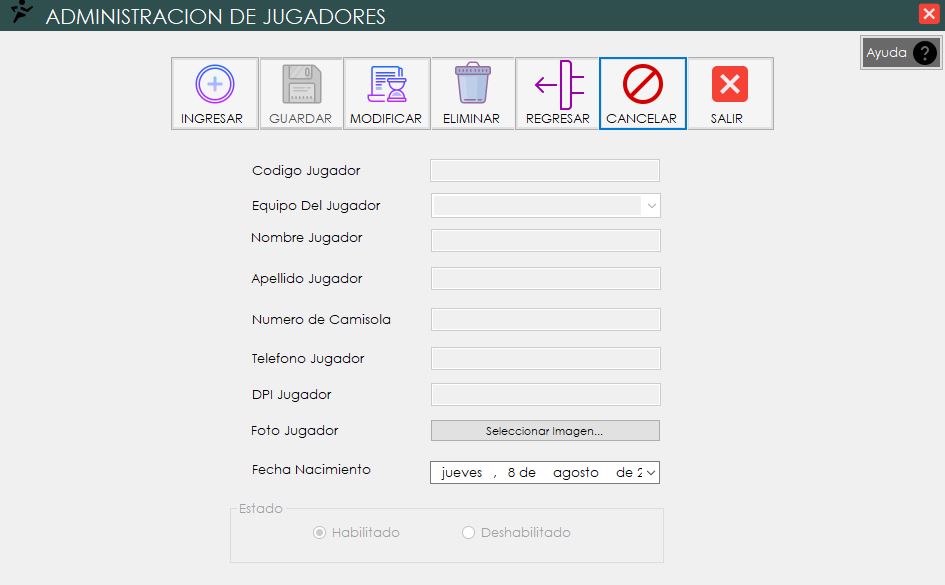 ADMINISTRACION DE JUGADORES
Ayuda ?
INGRESAR GUARDAR MODIFICAR ELIMINAR REGRESAR CANCELAR SALIR
Codigo Jugador
Equipo Del Jugador
Nombre Jugador
Apellido Jugador
Numero de Camisola
Telefono Jugador
DPI Jugador
Foto Jugador Seleccionar Imagen...
Fecha Nacimiento jueves , 8 de agosto de 2
Estado
Habilitado Deshabilitado